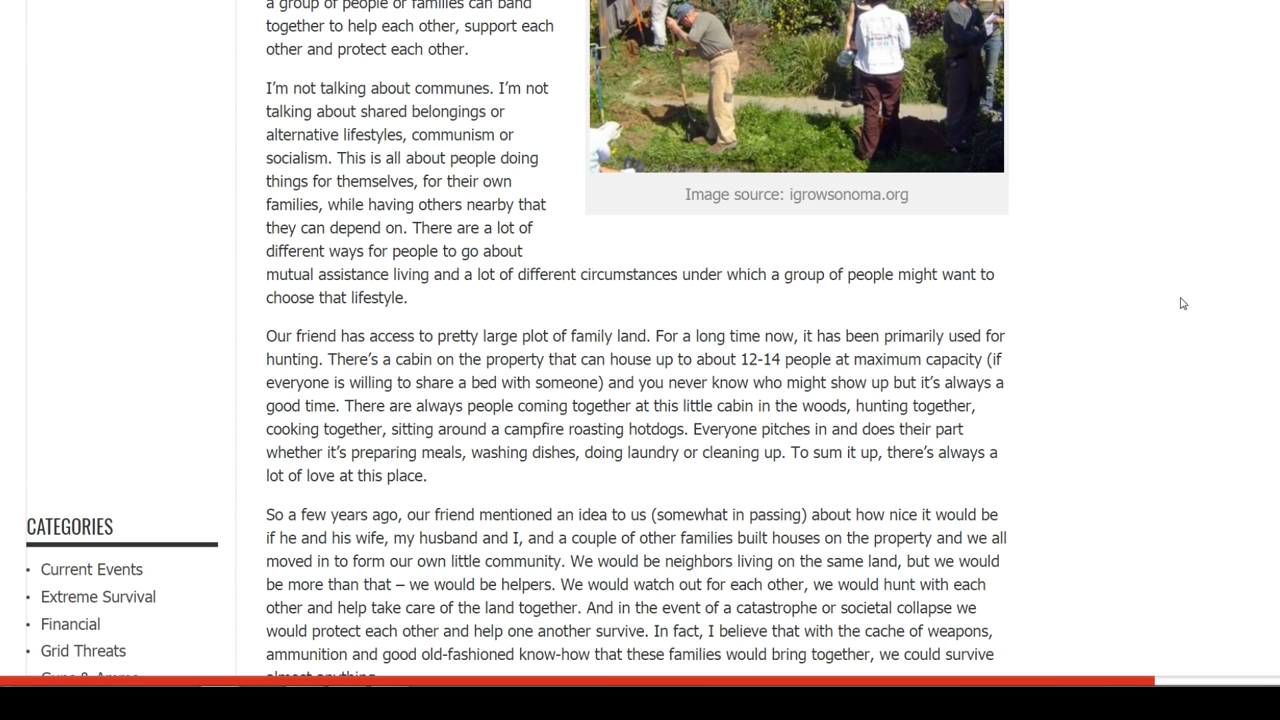 a group of people or families can band
together to help each other, support each
other and protect each other.
I'm not talking about communes. I'm not
talking about shared belongings or
alternative lifestyles, communism or
socialism. This is all about people doing
things for themselves, for their own
families, while having others nearby that
they can depend on. There are a lot of
different ways for people to go about
mutual assistance living and a lot of different circumstances under which a group of people might want to
choose that lifestyle.
Image source: igrowsonoma.org
Our friend has access to pretty large plot of family land. For a long time now, it has been primarily used for
hunting. There's a cabin on the property that can house up to about 12-14 people at maximum capacity (if
everyone is willing to share a bed with someone) and you never know who might show up but it's always a
good time. There are always people coming together at this little cabin in the woods, hunting together,
cooking together, sitting around a campfire roasting hotdogs. Everyone pitches in and does their part
whether it's preparing meals, washing dishes, doing laundry or cleaning up. To sum it up, there's always a
lot of love at this place.
So a few years ago, our friend mentioned an idea to us (somewhat in passing) about how nice it would be
if he and his wife, my husband and I, and a couple of other families built houses on the property and we all
moved in to form our own little community. We would be neighbors living on the same land, but we would
be more than that – we would be helpers. We would watch out for each other, we would hunt with each
other and help take care of the land together. And in the event of a catastrophe or societal collapse we
would protect each other and help one another survive. In fact, I believe that with the cache of weapons,
ammunition and good old-fashioned know-how that these families would bring together, we could survive
almost anything.
CATEGORIES
Current Events
Extreme Survival
Financial
Grid Threats
Guns & Ammo